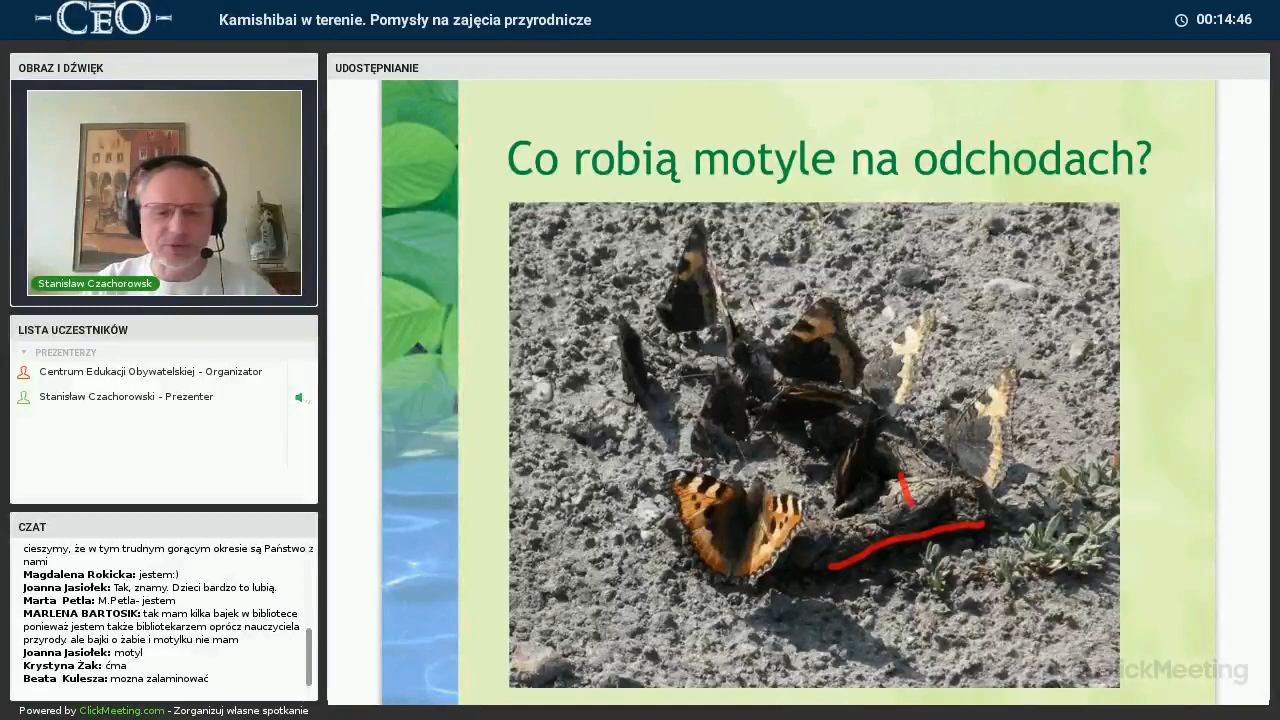 CEO
Kamishibai w terenie. Pomysły na zajęcia przyrodnicze
00:14:46
OBRAZ I DŹWIĘK
Stanisław Czachorowsk
LISTA UCZESTNIKÓW
PREZENTERZY
Centrum Edukacji Obywatelskiej - Organizator
Stanisław Czachorowski - Prezenter
CZAT
cieszymy, że w tym trudnym gorącym okresie są Państwo z
nami
Magdalena Rokicka: jestem:)
Joanna Jasiołek: Tak, znamy. Dzieci bardzo to lubią.
Marta Petla: M.Petla- jestem
MARLENA BARTOSIK: tak mam kilka bajek w bibliotece
ponieważ jestem także bibliotekarzem oprócz nauczyciela
przyrody. ale bajki o żabie i motylku nie mam
Joanna Jasiołek: motyl
Krystyna Żak: ćma
Beata Kulesza: mozna zalaminować
Powered by ClickMeeting.com - Zorganizuj własne spotkanie
UDOSTĘPNIANIE
Co robią motyle na odchodach?
ClickMeeting